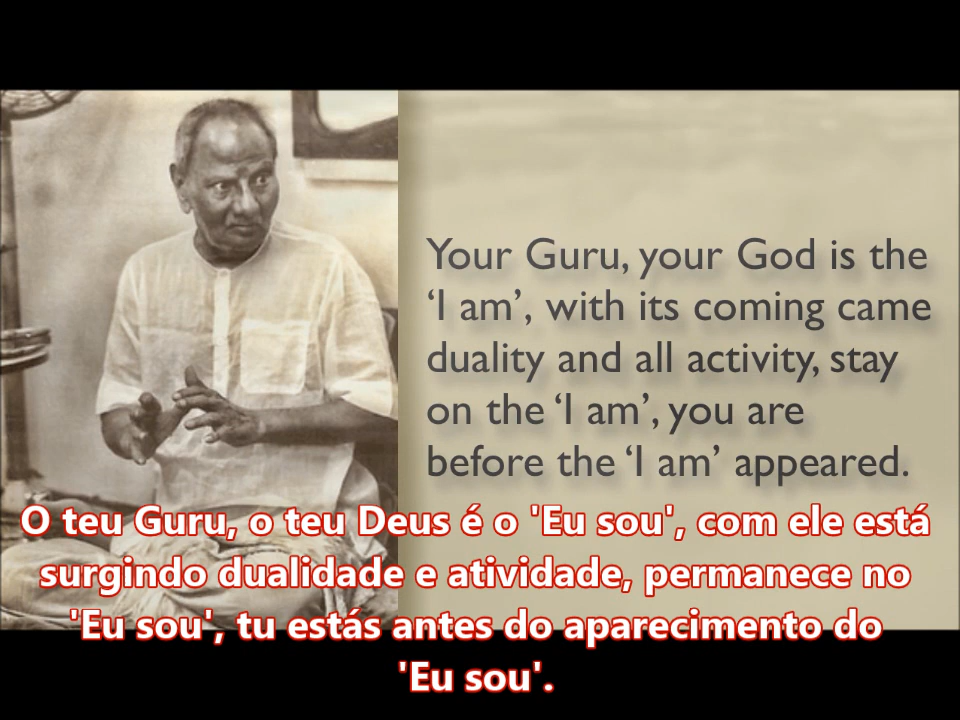 Your Guru, your God is the
‘I am’, with its coming came
duality and all activity, stay
on the ‘I am’, you are
before the ‘I am’ appeared.
O teu Guru, o teu Deus é o 'Eu sou', com ele está
surgindo dualidade e atividade, permanece no
'Eu sou', tu estás antes do aparecimento do
'Eu sou'.